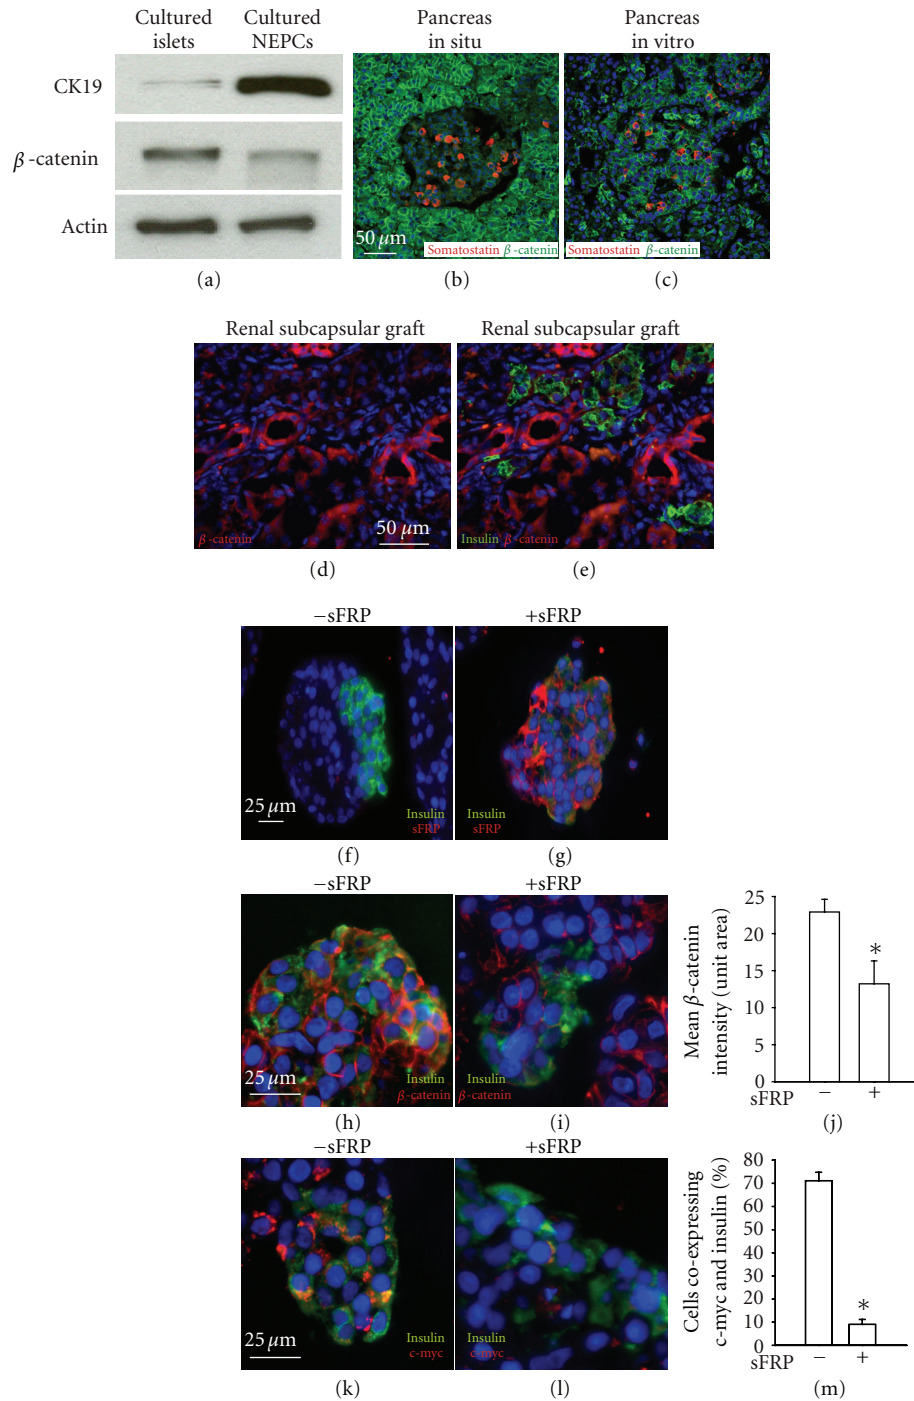 Cultured islets
Cultured NEPCs
CK19
β-catenin
Actin
(a)
Pancreas in situ
50 μm
Somatostatin β-catenin
(b)
Pancreas in vitro
Somatostatin β-catenin
(c)
Renal subcapsular graft
β-catenin
50 μm
(d)
Renal subcapsular graft
Insulin β-catenin
(e)
−sFRP
25 μm
Insulin
sFRP
(f)
+sFRP
Insulin
sFRP
(g)
−sFRP
25 μm
Insulin
β-catenin
(h)
+sFRP
Insulin
β-catenin
(i)
Mean β-catenin
intensity (unit area)
25
20
15
10
5
0
*
sFRP − +
(j)
−sFRP
25 μm
Insulin
c-myc
(k)
+sFRP
Insulin
c-myc
(l)
Cells co-expressing
c-myc and insulin (%)
80
70
60
50
40
30
20
10
0
*
sFRP − +
(m)